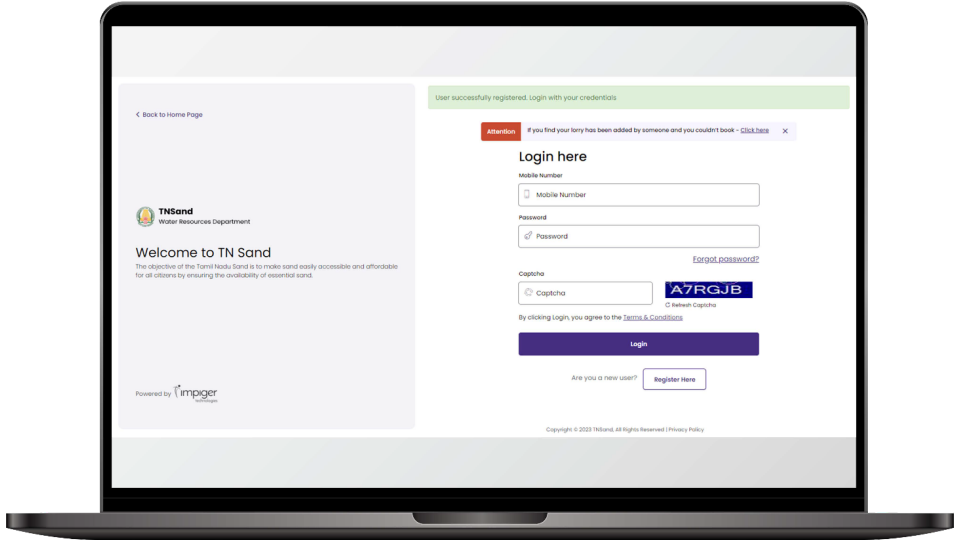 User successfully registered. Login with your credentials
< Back to Home Page
Attention
If you find your lorry has been added by someone and you couldn't book - Click here
X
Login here
Mobile Number
Mobile Number
TNSand
Water Resources Department
Password
Password
Forgot password?
Welcome to TN Sand
The objective of the Tamil Nadu Sand is to make sand easily accessible and affordable
for all citizens by ensuring the availability of essential sand.
Captcha
Captcha
A7RGJB
Refresh Captcha
By clicking Login, you agree to the Terms & Conditions
Login
Are you a new user?
Register Here
Powered by impiger
technologies
Copyright © 2023 TNSand, All Rights Reserved | Privacy Policy